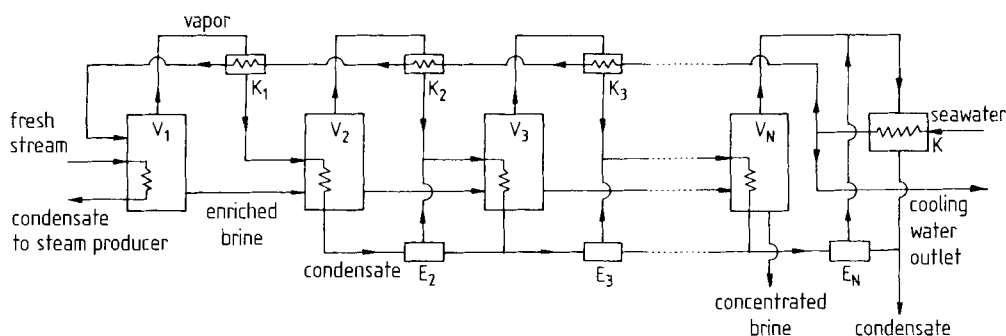 vapor
K1
K2
K3
fresh
stream
V1
V2
V3
VN
seawater
K
condensate
to steam producer
enriched
brine
condensate
E2
E3
EN
cooling
water
outlet
concentrated
brine
condensate